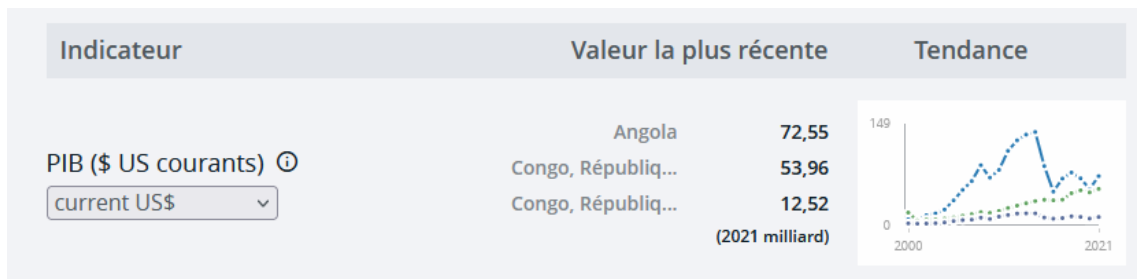 Indicateur Valeur la plus récente Tendance
PIB ($ US courants)
current US$
Angola 72,55
Congo, Républiq... 53,96
Congo, Républiq... 12,52
(2021 milliard)
149
0
2000 2021